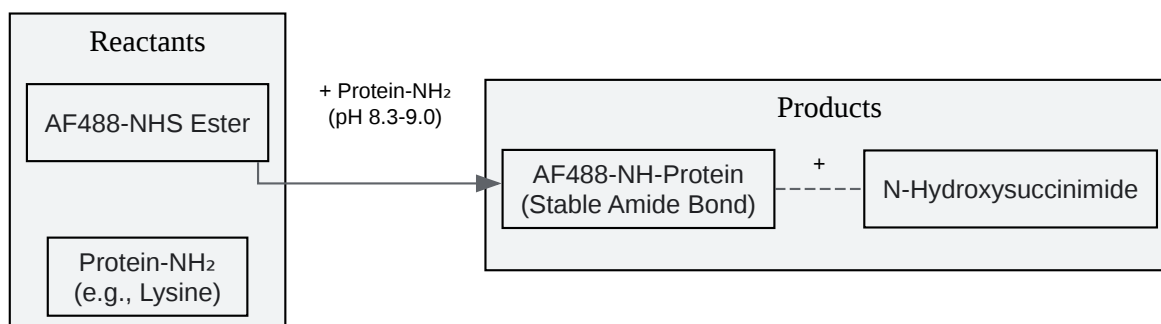 Reactants
AF488-NHS Ester
Protein-NH₂
(e.g., Lysine)
+ Protein-NH₂
(pH 8.3-9.0)
Products
AF488-NH-Protein
(Stable Amide Bond)
+
N-Hydroxysuccinimide